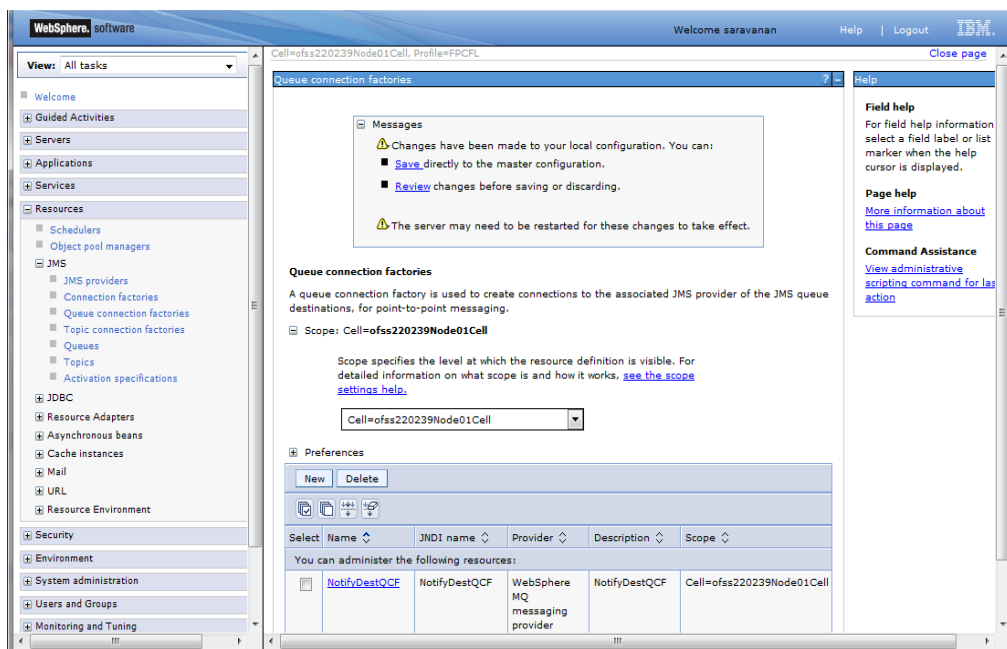 WebSphere. software
Welcome saravanan
Help | Logout
IBM.
View: All tasks
Welcome
Guided Activities
Servers
Applications
Services
Resources
Schedulers
Object pool managers
JMS
JMS providers
Connection factories
Queue connection factories
Topic connection factories
Queues
Topics
Activation specifications
JDBC
Resource Adapters
Asynchronous beans
Cache instances
Mail
URL
Resource Environment
Security
Environment
System administration
Users and Groups
Monitoring and Tuning
Cell=ofss220239Node01Cell, Profile=FPCFL
Close page
Queue connection factories ? -
Messages
Changes have been made to your local configuration. You can:
Save directly to the master configuration.
Review changes before saving or discarding.
The server may need to be restarted for these changes to take effect.
Queue connection factories
A queue connection factory is used to create connections to the associated JMS provider of the JMS queue
destinations, for point-to-point messaging.
Scope: Cell=ofss220239Node01Cell
Scope specifies the level at which the resource definition is visible. For
detailed information on what scope is and how it works, see the scope
settings help.
Cell=ofss220239Node01Cell
Preferences
New Delete
Select Name JNDI name Provider Description Scope
You can administer the following resources:
NotifyDestQCF NotifyDestQCF WebSphere NotifyDestQCF Cell=ofss220239Node01Cell
MQ
messaging
provider
Help
Field help
For field help information
select a field label or list
marker when the help
cursor is displayed.
Page help
More information about
this page
Command Assistance
View administrative
scripting command for las
action